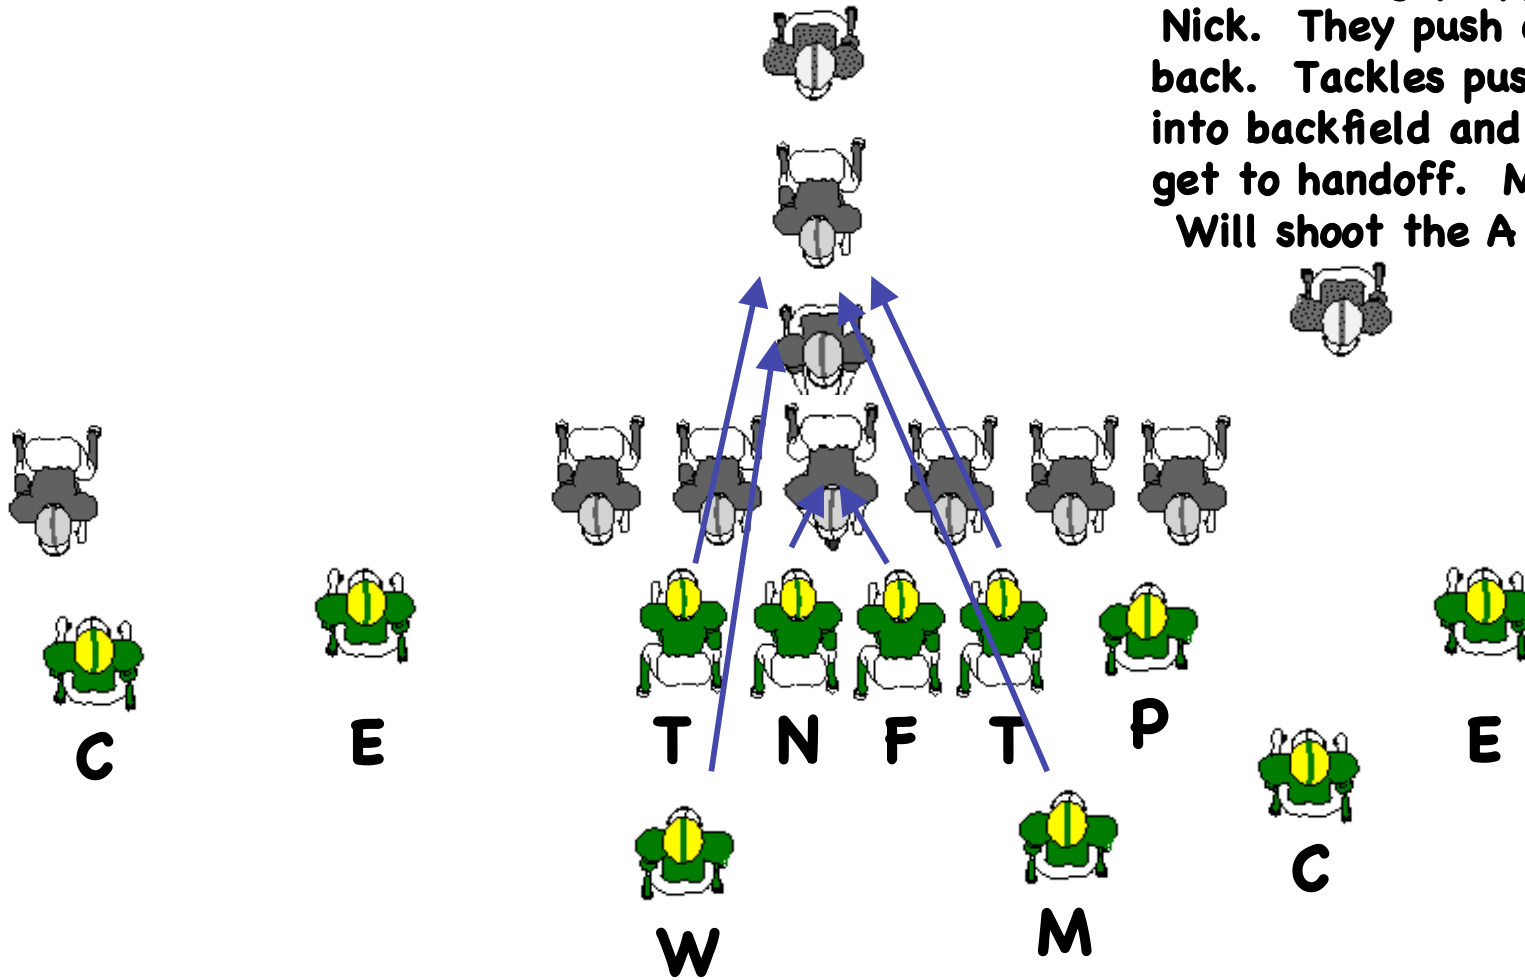 Nick. They push
back. Tackles
into backfield and
get to handoff.
Will shoot the A
P
T N F T
E E
C
C
M
W